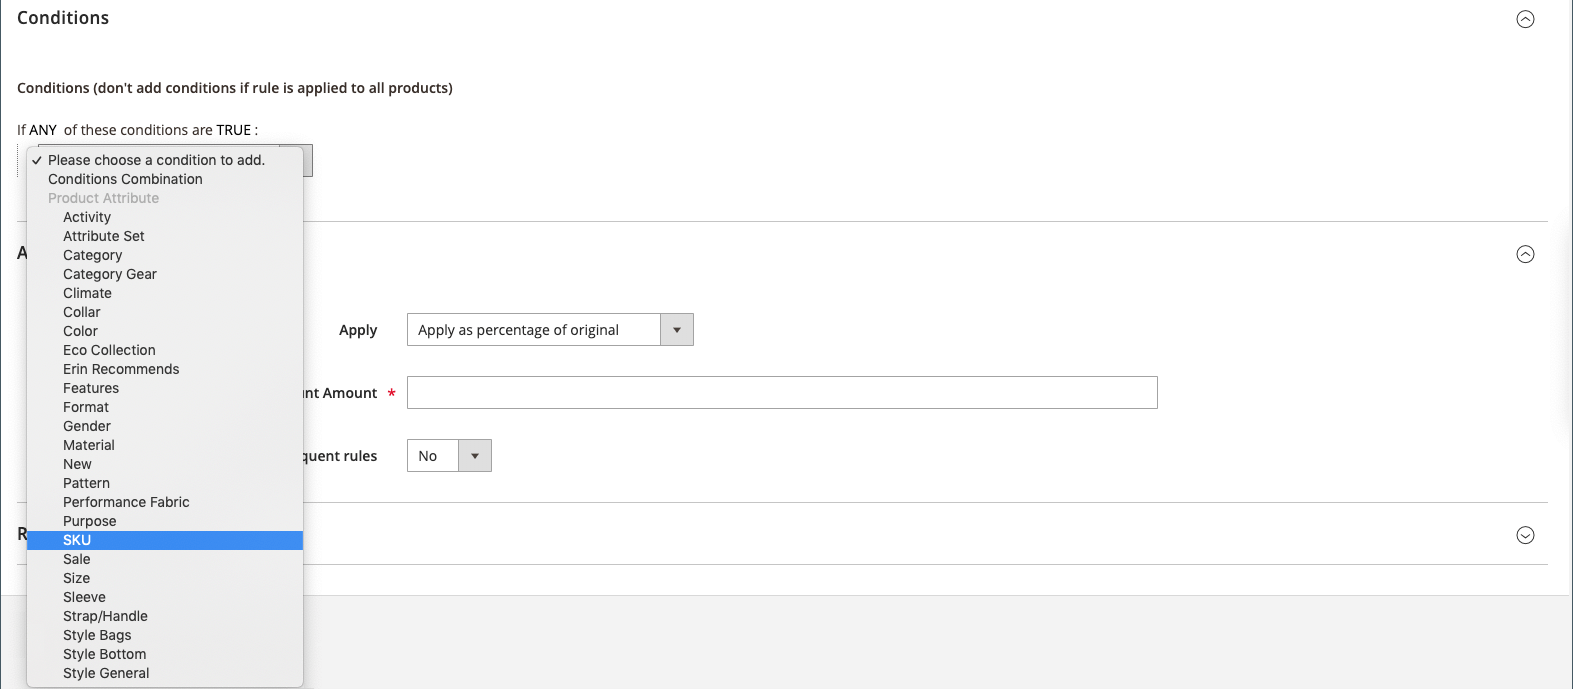 Conditions
Conditions (don't add conditions if rule is applied to all products)
If ANY of these conditions are TRUE :
✓ Please choose a condition to add.
Conditions Combination
Product Attribute
Activity
Attribute Set
Category
Category Gear
Climate
Collar
Color
Eco Collection
Erin Recommends
Features
Format
Gender
Material
New
Pattern
Performance Fabric
Purpose
SKU
Sale
Size
Sleeve
Strap/Handle
Style Bags
Style Bottom
Style General
A
Apply Apply as percentage of original
nt Amount *
quent rules No
R